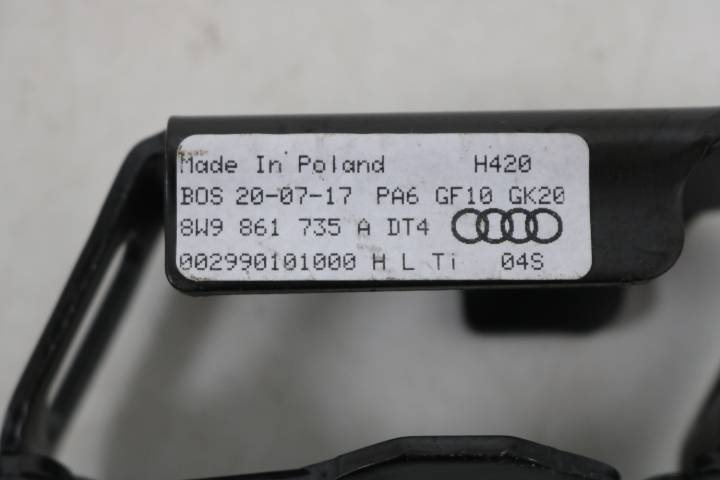 Made In Poland H420
BOS 20-07-17 PA6 GF10 GK20
8W9 861 735 A DT4
002990101000 H L Ti 04S